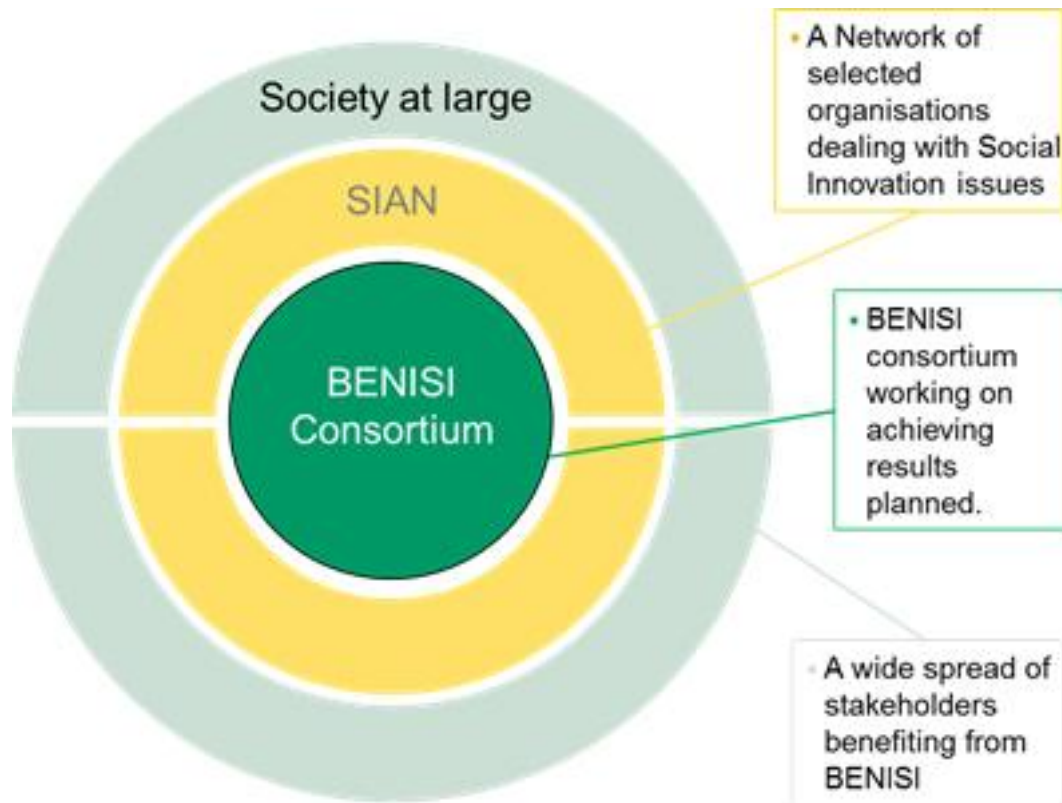 Society at large
SIAN
BENISI
Consortium
• A Network of
selected
organisations
dealing with Social
Innovation issues
• BENISI
consortium
working on
achieving
results
planned.
• A wide spread of
stakeholders
benefiting from
BENISI